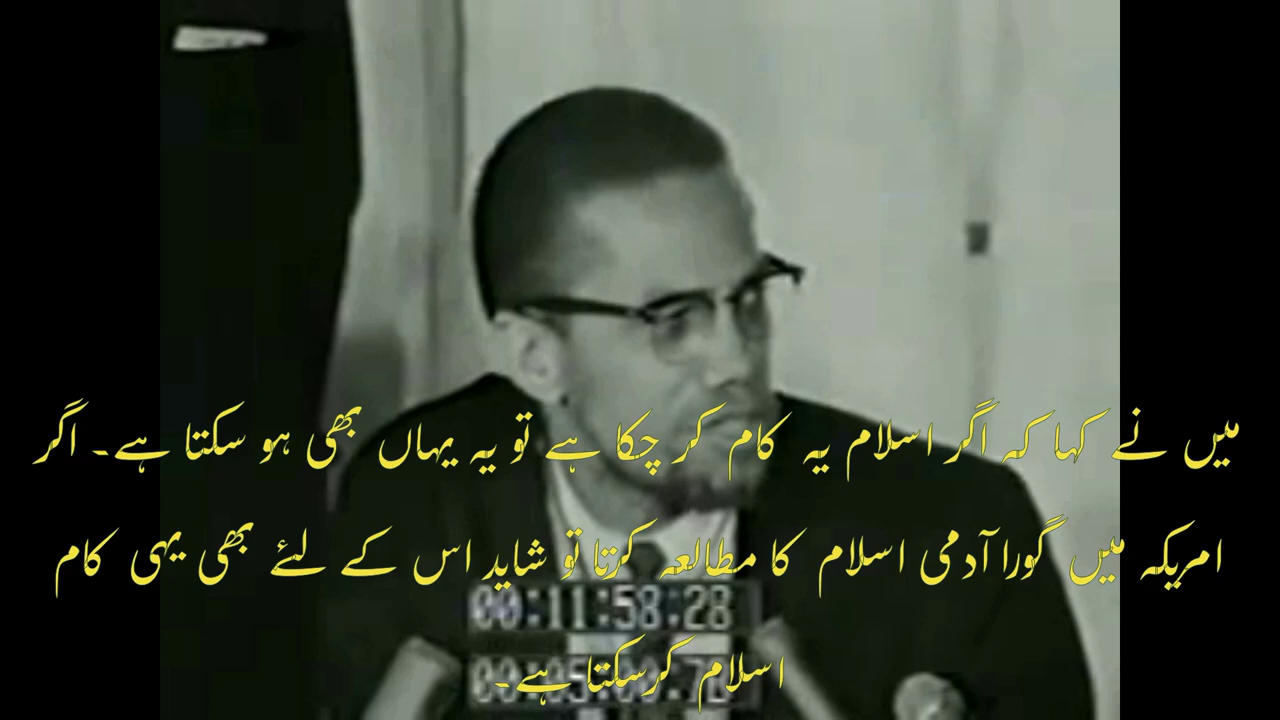 میں نے کہا کہ اگر اسلام یہ کام کر چکا ہے تو یہ یہاں بھی ہو سکتا ہے۔ اگر
امریکہ میں گورا آدمی اسلام کا مطالعہ کرتا تو شاید اس کے لئے بھی یہی کام
00:11:58:28
اسلام کرسکتا ہے۔